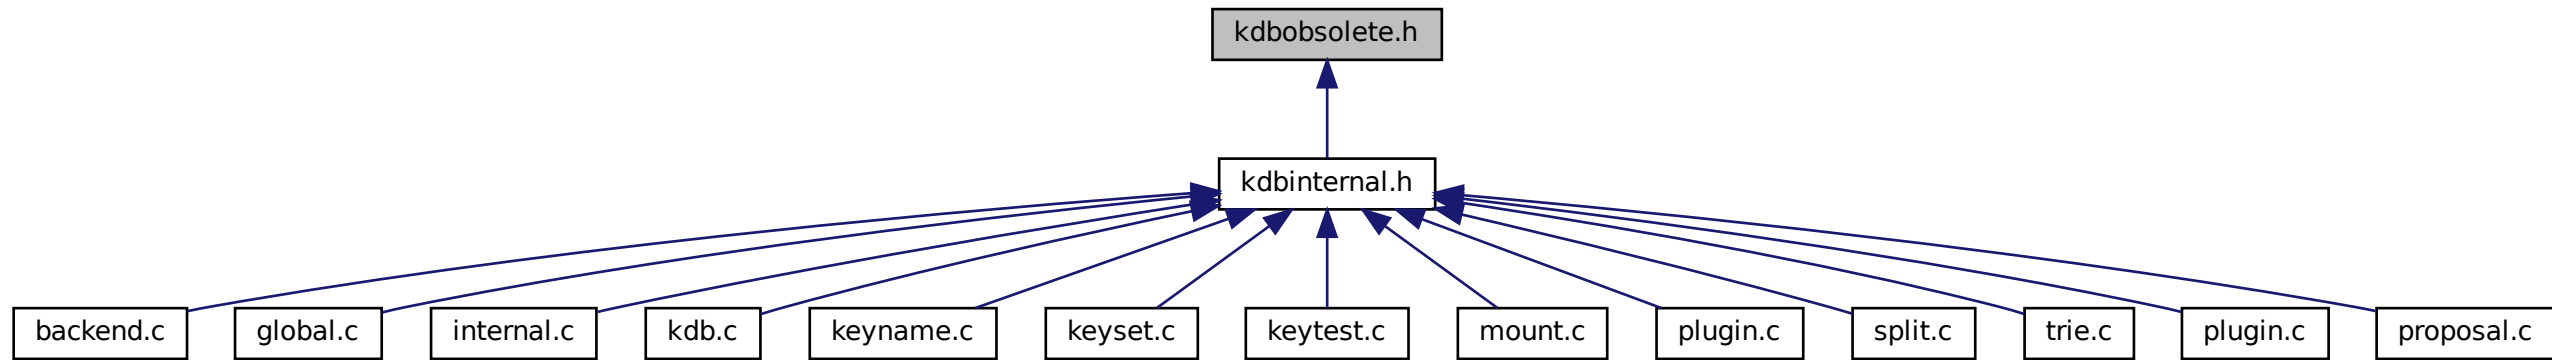 kdbobsolete.h
kdbinternal.h
backend.c
global.c
internal.c
kdb.c
keyname.c
keyset.c
keytest.c
mount.c
plugin.c
split.c
trie.c
plugin.c
proposal.c